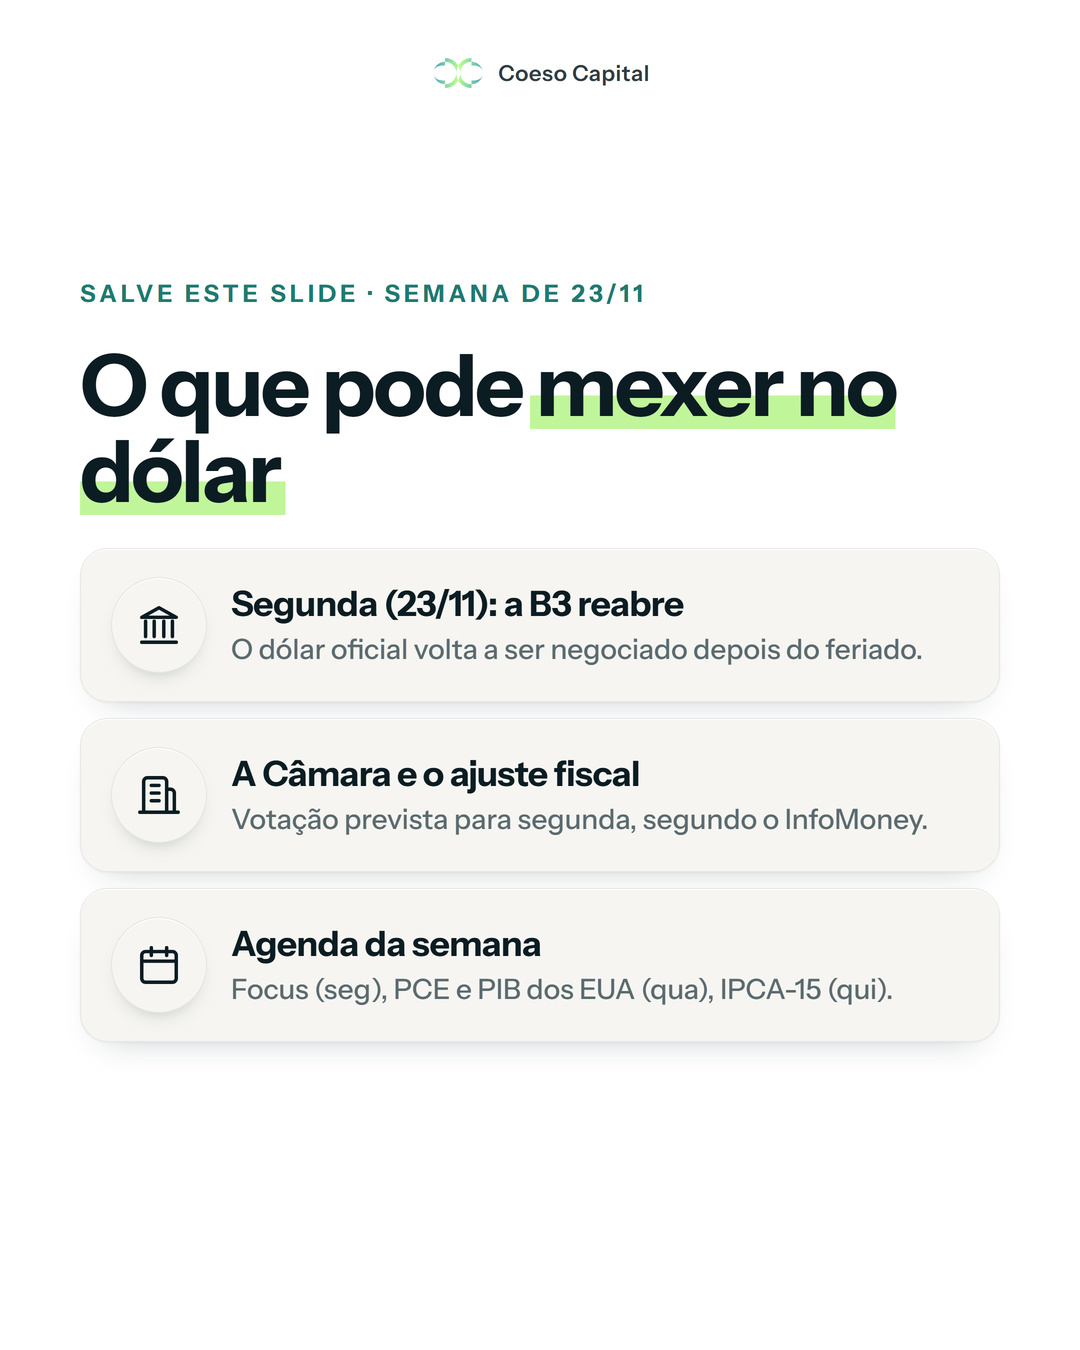 Coeso Capital
SALVE ESTE SLIDE · SEMANA DE 23/11
O que pode mexer no
dólar
Segunda (23/11): a B3 reabre
O dólar oficial volta a ser negociado depois do feriado.
A Câmara e o ajuste fiscal
Votação prevista para segunda, segundo o InfoMoney.
Agenda da semana
Focus (seg), PCE e PIB dos EUA (qua), IPCA-15 (qui).